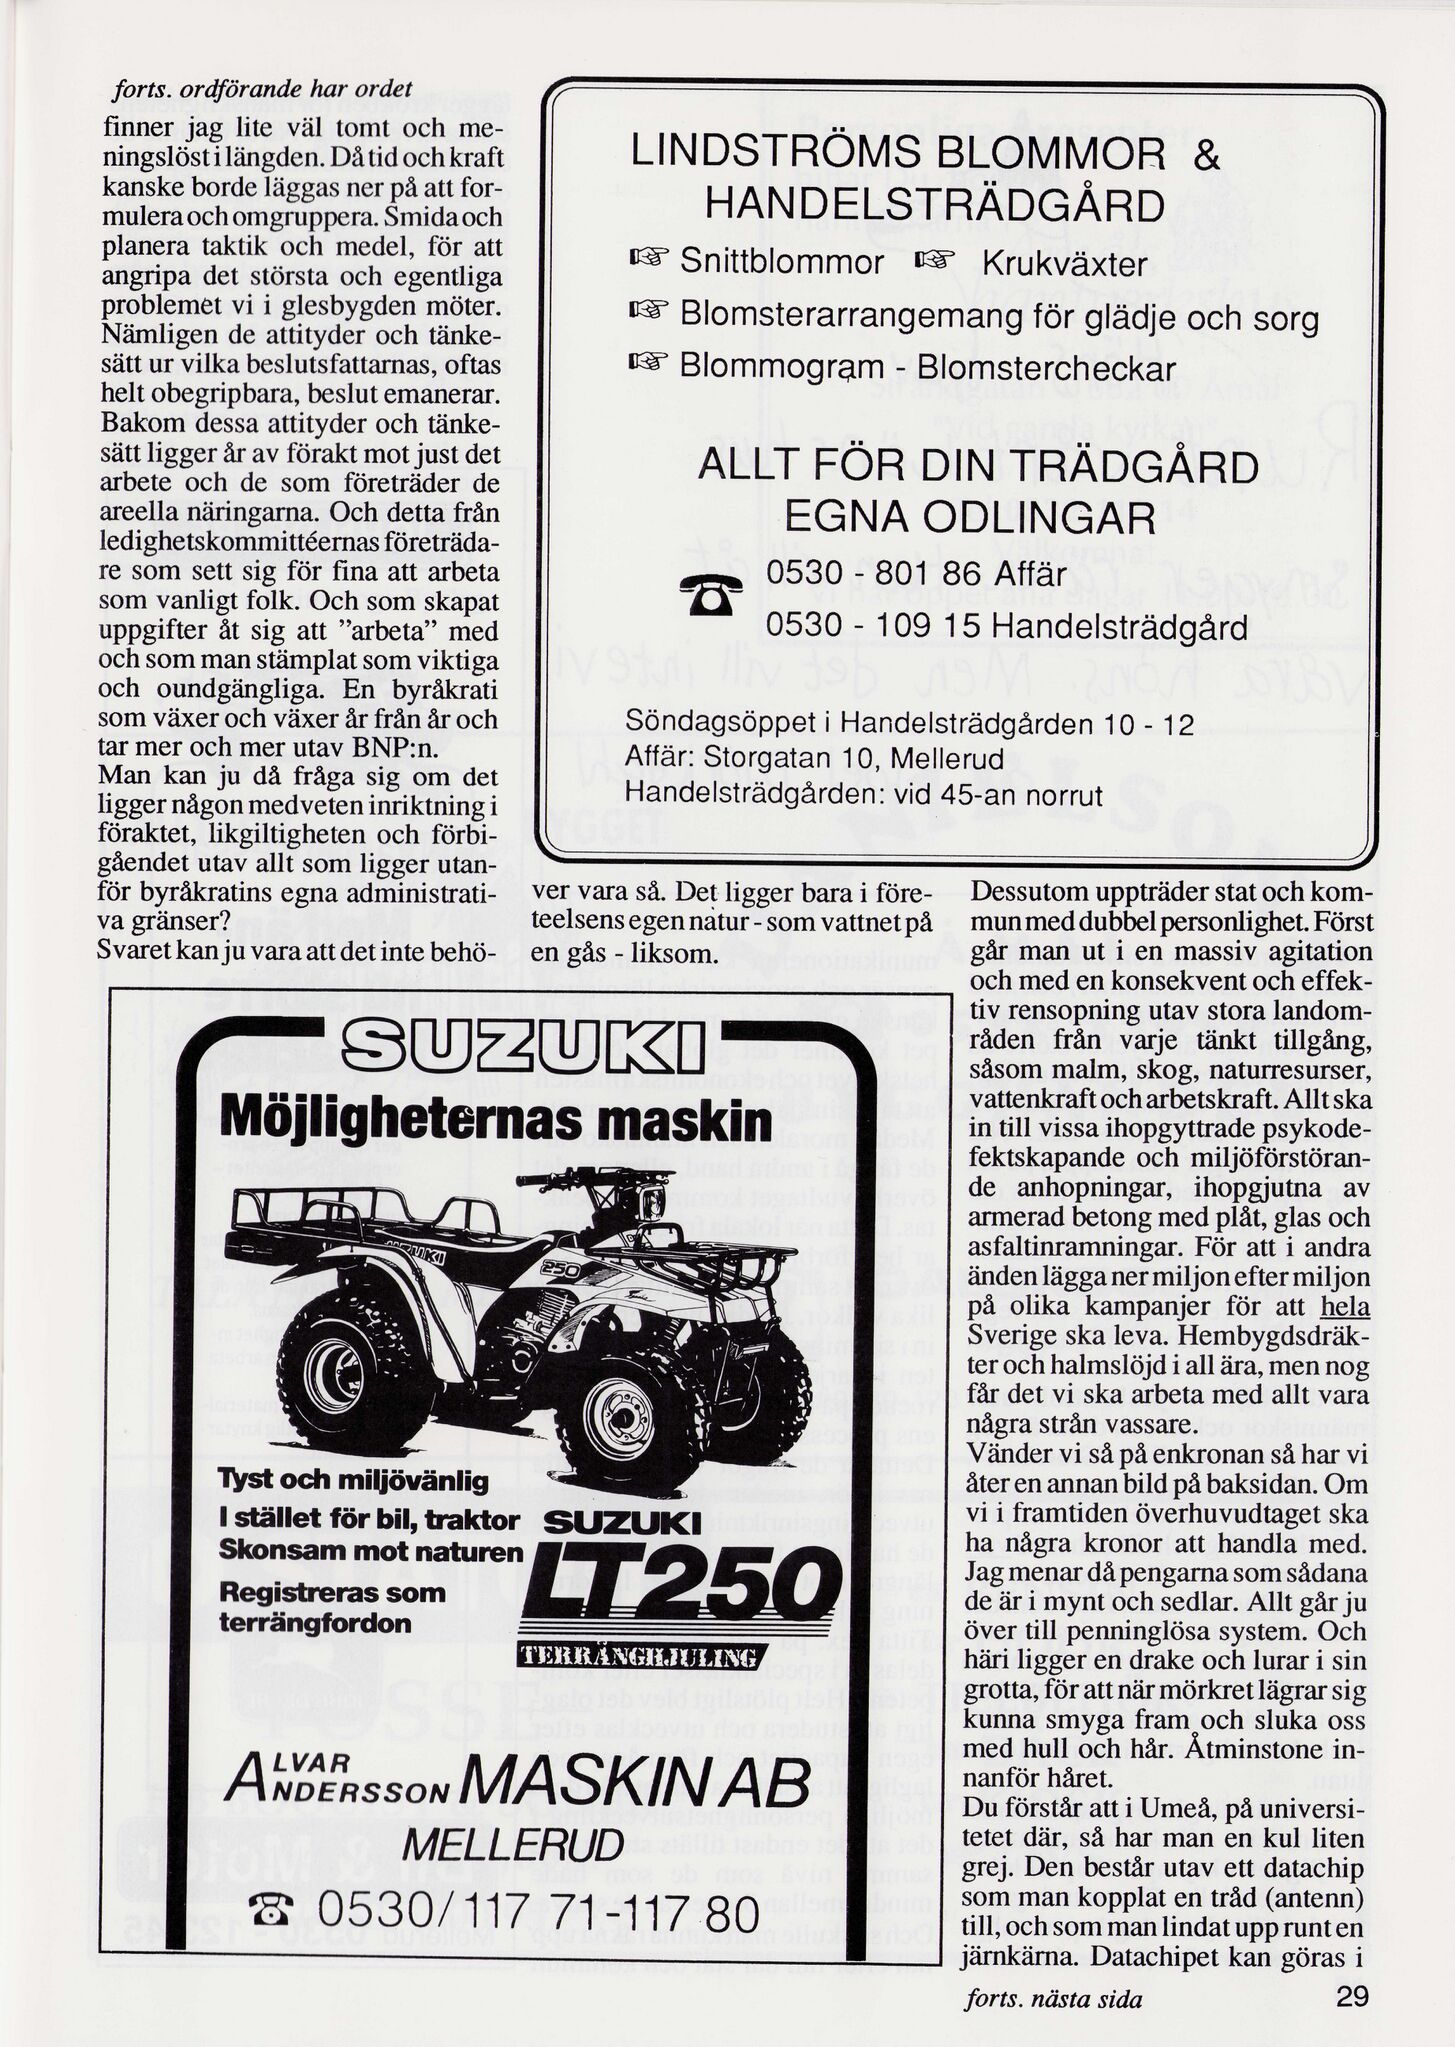 forts. ordförande har ordet
finner jag lite väl tomt och me-
ningslöst i längden. Då tid och kraft
kanske borde läggas ner på att for-
mulera och omgruppera. Smida och
planera taktik och medel, för att
angripa det största och egentliga
problemet vi i glesbygden möter.
Nämligen de attityder och tänke-
sätt ur vilka beslutsfattarnas, oftas
helt obegripbara, beslut emanerar.
Bakom dessa attityder och tänke-
sätt ligger år av förakt mot just det
arbete och de som företräder de
areella näringarna. Och detta från
ledighetskommittéernas företräda-
re som sett sig för fina att arbeta
som vanligt folk. Och som skapat
uppgifter åt sig att ”arbeta” med
och som man stämplat som viktiga
och oundgängliga. En byråkrati
som växer och växer år från år och
tar mer och mer utav BNP:n.
Man kan ju då fråga sig om det
ligger någon medveten inriktning i
föraktet, likgiltigheten och förbi-
gåendet utav allt som ligger utan-
för byråkratins egna administrati-
va gränser?
Svaret kan ju vara att det inte behö-
LINDSTRÖMS BLOMMOR &
HANDELSTRÄDGÅRD
☞ Snittblommor ☞ Krukväxter
☞ Blomsterarrangemang för glädje och sorg
☞ Blommogram - Blomstercheckar
ALLT FÖR DIN TRÄDGÅRD
EGNA ODLINGAR
☎ 0530 - 801 86 Affär
0530 - 109 15 Handelsträdgård
Söndagsöppet i Handelsträdgården 10 - 12
Affär: Storgatan 10, Mellerud
Handelsträdgården: vid 45-an norrut
ver vara så. Det ligger bara i före-
teelsens egen natur - som vattnet på
en gås - liksom.
SUZUKI
Möjligheternas maskin
SUZUKI
250
Tyst och miljövänlig
I stället för bil, traktor
Skonsam mot naturen
Registreras som
terrängfordon
SUZUKI
LT250
TERRÄNGHJULING
ALVAR
ANDERSSON MASKIN AB
MELLERUD
☎ 0530/117 71-117 80
Dessutom uppträder stat och kom-
mun med dubbel personlighet. Först
går man ut i en massiv agitation
och med en konsekvent och effek-
tiv rensopning utav stora landom-
råden från varje tänkt tillgång,
såsom malm, skog, naturresurser,
vattenkraft och arbetskraft. Allt ska
in till vissa ihopgyttrade psykode-
fektskapande och miljöförstöran-
de anhopningar, ihopgjutna av
armerad betong med plåt, glas och
asfaltinramningar. För att i andra
änden lägga ner miljon efter miljon
på olika kampanjer för att hela
Sverige ska leva. Hembygdsdräk-
ter och halmslöjd i all ära, men nog
får det vi ska arbeta med allt vara
några strån vassare.
Vänder vi så på enkronan så har vi
åter en annan bild på baksidan. Om
vi i framtiden överhuvudtaget ska
ha några kronor att handla med.
Jag menar då pengarna som sådana
de är i mynt och sedlar. Allt går ju
över till penninglösa system. Och
häri ligger en drake och lurar i sin
grotta, för att när mörkret lägrar sig
kunna smyga fram och sluka oss
med hull och hår. Åtminstone in-
nanför håret.
Du förstår att i Umeå, på universi-
tetet där, så har man en kul liten
grej. Den består utav ett datachip
som man kopplat en tråd (antenn)
till, och som man lindat upp runt en
järnkärna. Datachipet kan göras i
forts. nästa sida
29